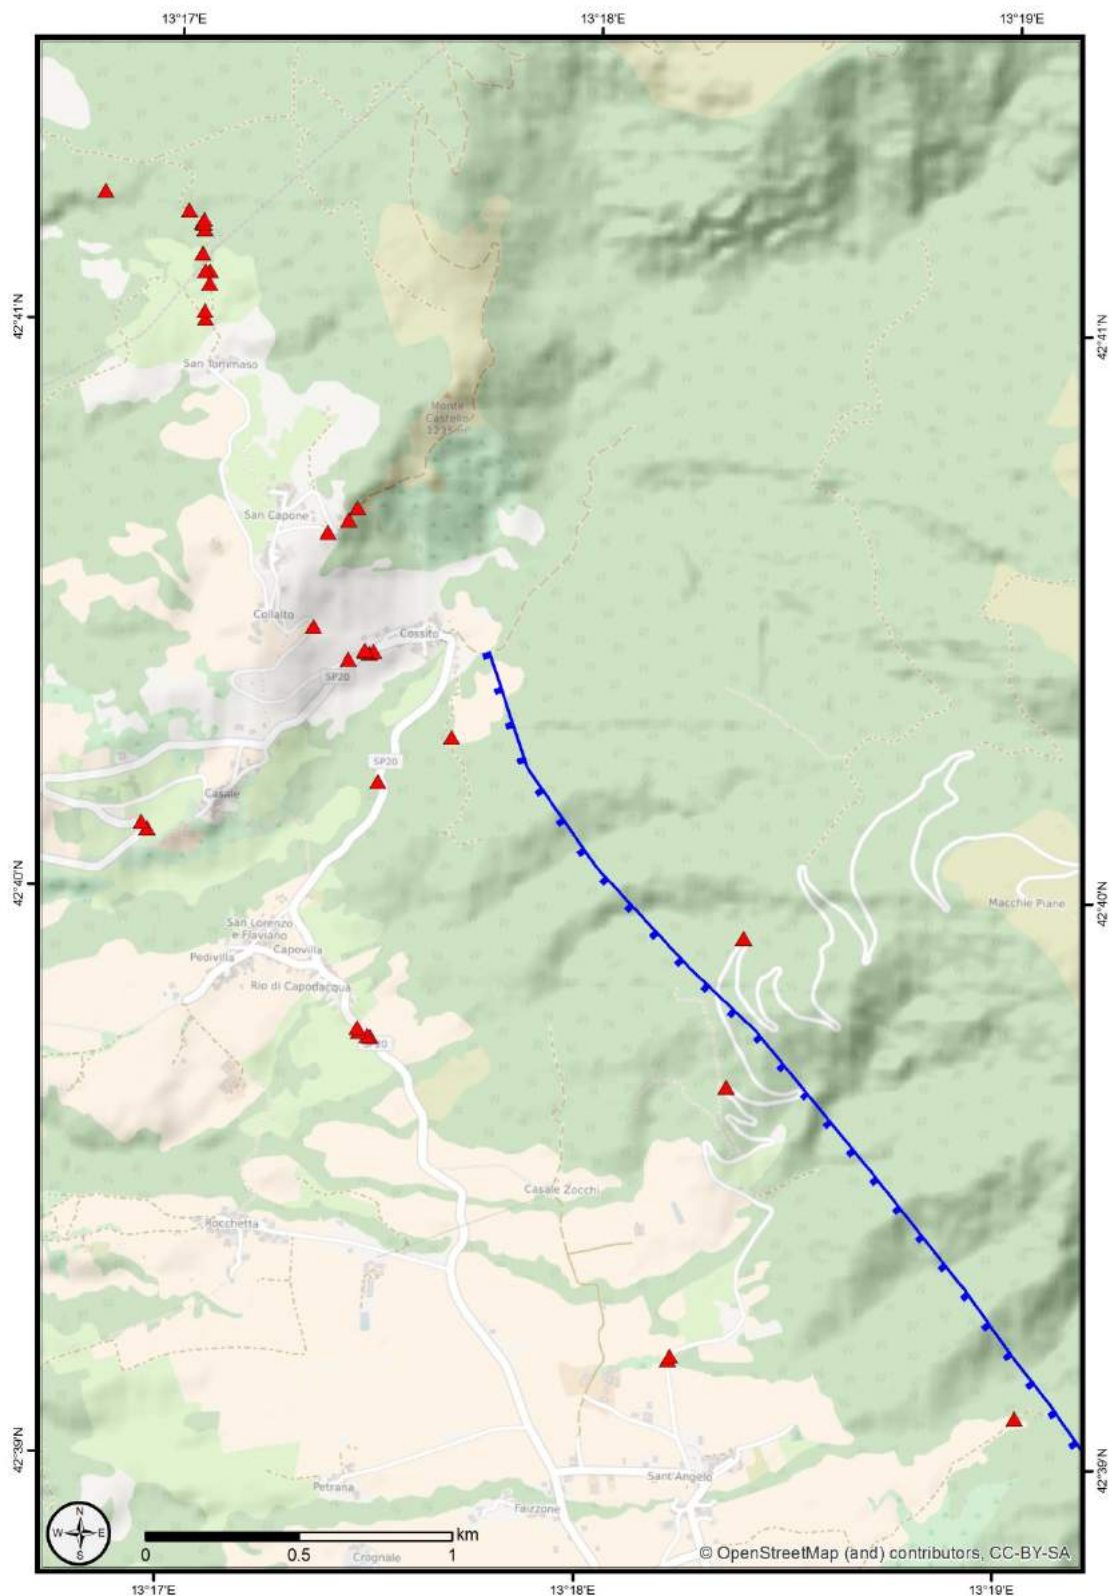 13°17'E
13°18'E
13°19'E
42°41'N
42°41'N
San Tommaso
Monte
Castello
San Capone
Collalto
Cossito
SP20
SP20
Casale
42°40'N
42°40'N
Macchie Piane
San Lorenzo
e Flaviano
Capovilla
Pedivilla
Rio di Capodacqua
SP20
Casale Zocchi
Rocchetta
42°39'N
42°39'N
Sant'Angelo
Petrana
Faizzone
N
W E
S
km
0 0.5 1
Crognale
© OpenStreetMap (and) contributors, CC-BY-SA
13°17'E
13°18'E
13°19'E